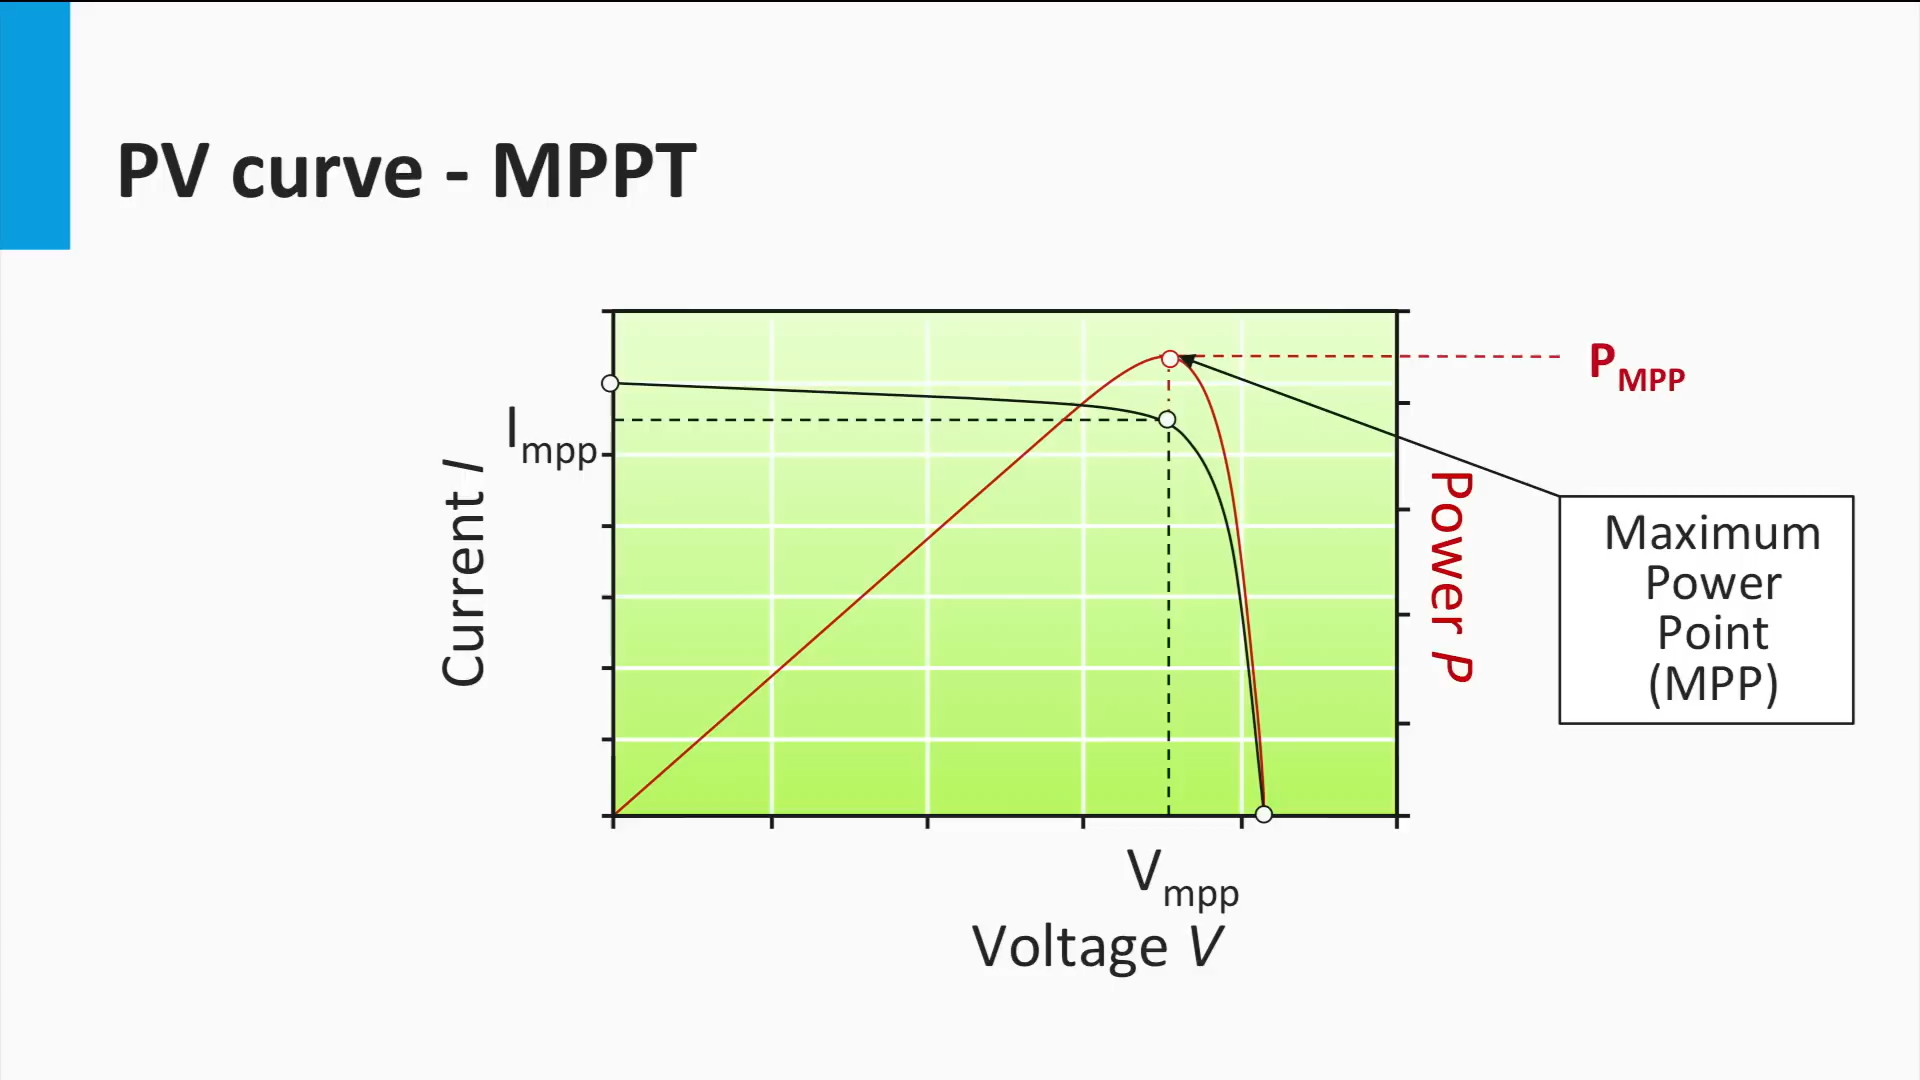 PV curve - MPPT
P_MPP
I_mpp
Current I
Power P
Maximum
Power
Point
(MPP)
V_mpp
Voltage V